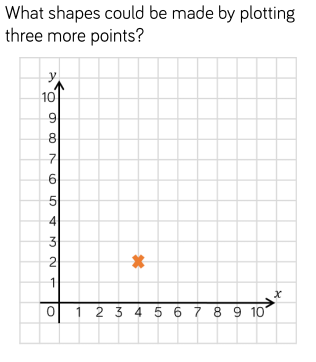 What shapes could be made by plotting
three more points?
y
10
9
8
7
6
5
4
3
2
1
x
0 1 2 3 4 5 6 7 8 9 10